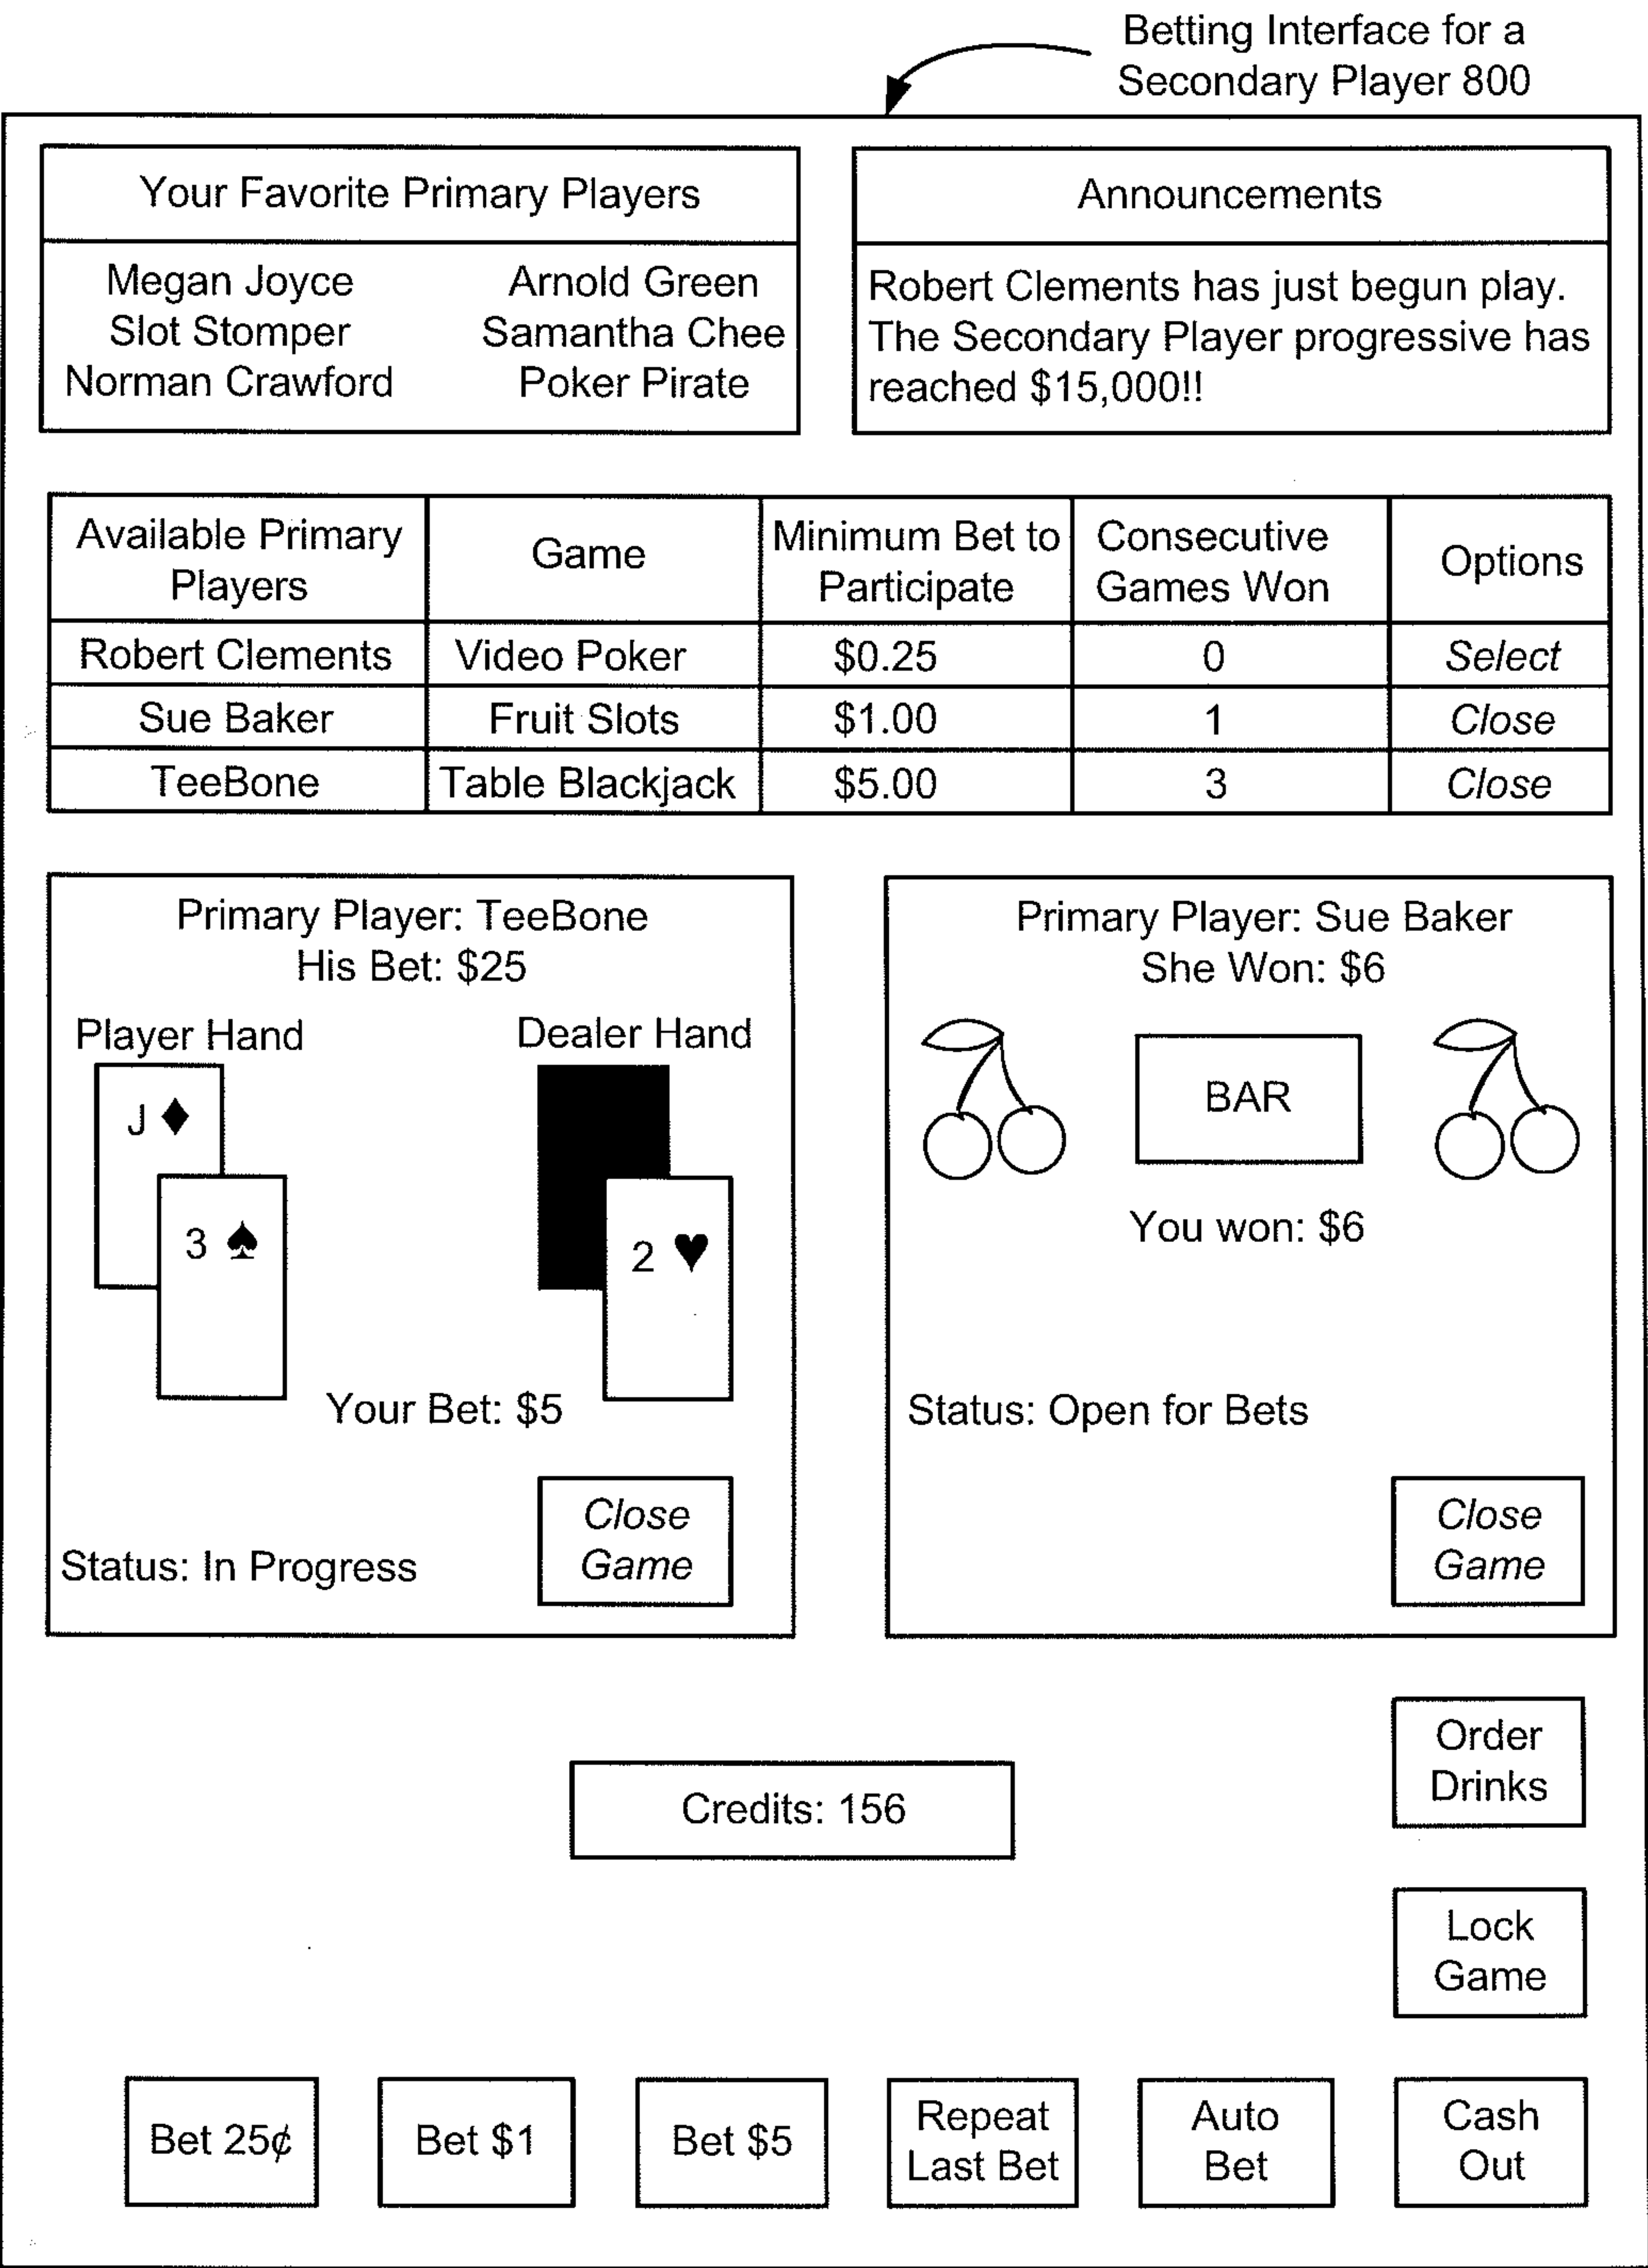 Betting Interface for a
Secondary Player 800
Your Favorite Primary Players
Megan Joyce
Arnold Green
Slot Stomper
Samantha Chee
Norman Crawford
Poker Pirate
Announcements
Robert Clements has just begun play.
The Secondary Player progressive has
reached $15,000!!
Available Primary
Players
Game
Minimum Bet to
Participate
Consecutive
Games Won
Options
Robert Clements
Video Poker
$0.25
0
Select
Sue Baker
Fruit Slots
$1.00
1
Close
TeeBone
Table Blackjack
$5.00
3
Close
Primary Player: TeeBone
His Bet: $25
Player Hand
Dealer Hand
J ♦
3 ♠
2 ♥
Your Bet: $5
Status: In Progress
Close
Game
Primary Player: Sue Baker
She Won: $6
BAR
You won: $6
Status: Open for Bets
Close
Game
Order
Drinks
Credits: 156
Lock
Game
Bet 25¢
Bet $1
Bet $5
Repeat
Last Bet
Auto
Bet
Cash
Out